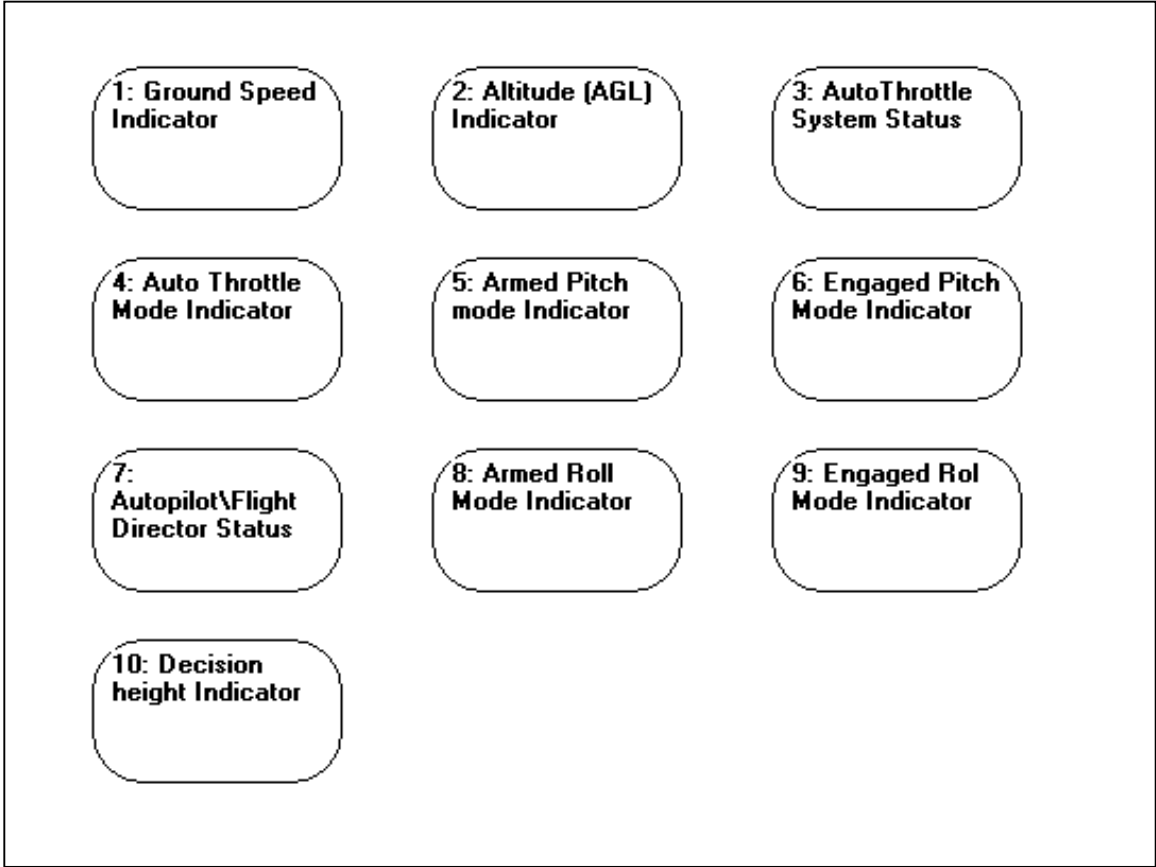 1: Ground Speed
Indicator
2: Altitude (AGL)
Indicator
3: AutoThrottle
System Status
4: Auto Throttle
Mode Indicator
5: Armed Pitch
mode Indicator
6: Engaged Pitch
Mode Indicator
7:
Autopilot\Flight
Director Status
8: Armed Roll
Mode Indicator
9: Engaged Rol
Mode Indicator
10: Decision
height Indicator